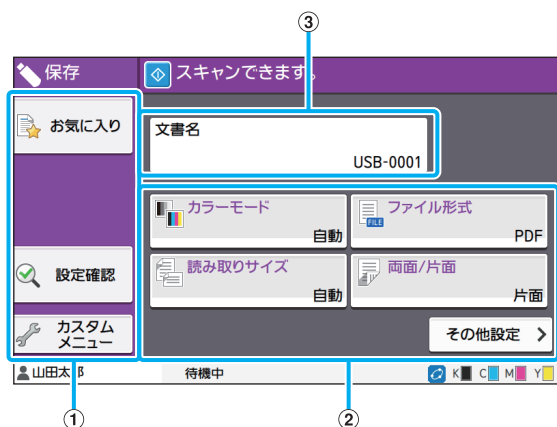 ③
保存
スキャンできます。
お気に入り
文書名
USB-0001
カラーモード
自動
ファイル形式
FILE
PDF
設定確認
読み取りサイズ
自動
両面/片面
片面
カスタム
メニュー
その他設定
山田太郎
待機中
K C M Y
① ②